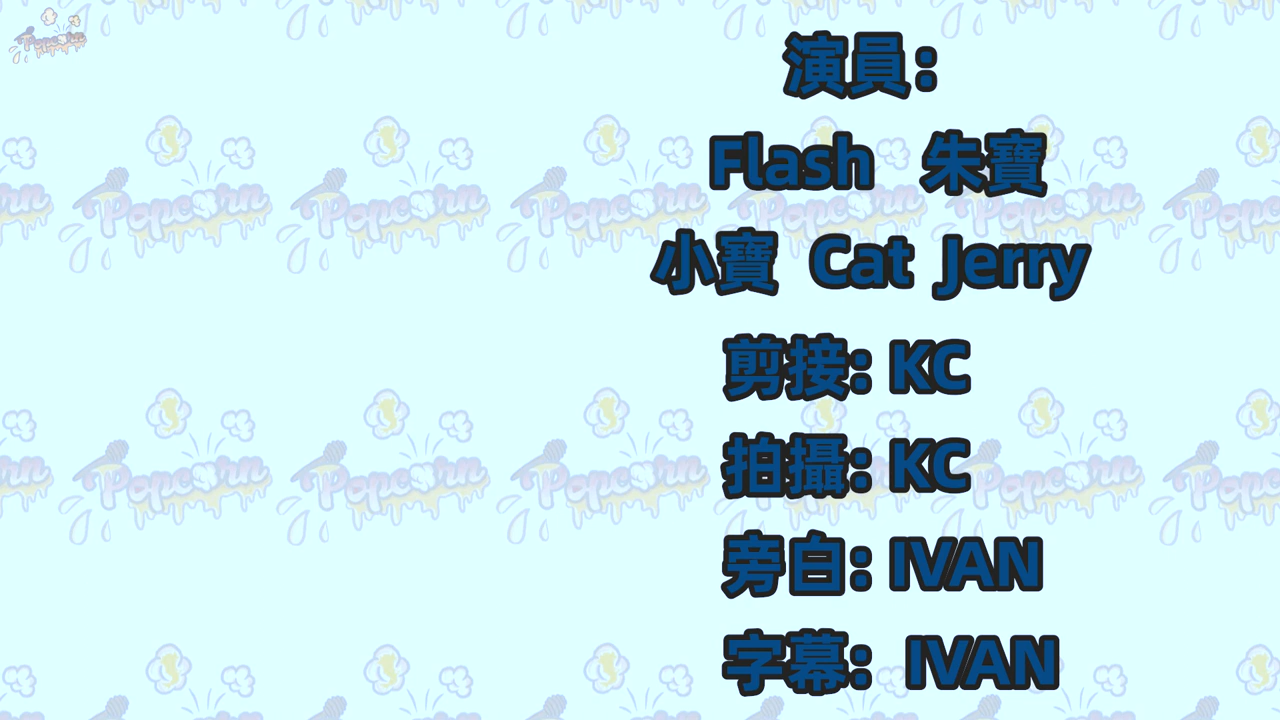 Popcorn
演員:
Flash 朱寶
小寶 Cat Jerry
剪接: KC
拍攝: KC
旁白: IVAN
字幕: IVAN